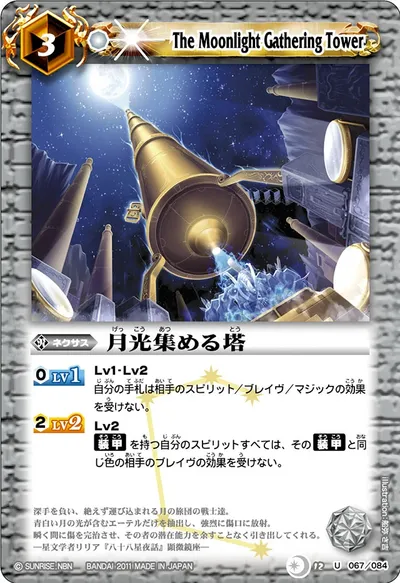 3
The Moonlight Gathering Tower
ネクサス
月光集める塔
0 LV1
Lv1・Lv2
自分の手札は相手のスピリット／ブレイヴ／マジックの効果
を受けない。
2 LV2
Lv2
装甲を持つ自分のスピリットすべては、その装甲と同
じ色の相手のブレイヴの効果を受けない。
深手を負い、絶えず運び込まれる月の旅団の戦士達。
青白い月の光が含むエーテルだけを抽出し、強烈に傷口に放射。
瞬く間に傷を完治させ、その者の潜在能力を余すことなく引き出してくれる。
―星文学者リリア『八十八星夜話』顕微鏡座―
Illustration:
©SUNRISE・NBN
BANDAI 2011 MADE IN JAPAN
12 U 067/084